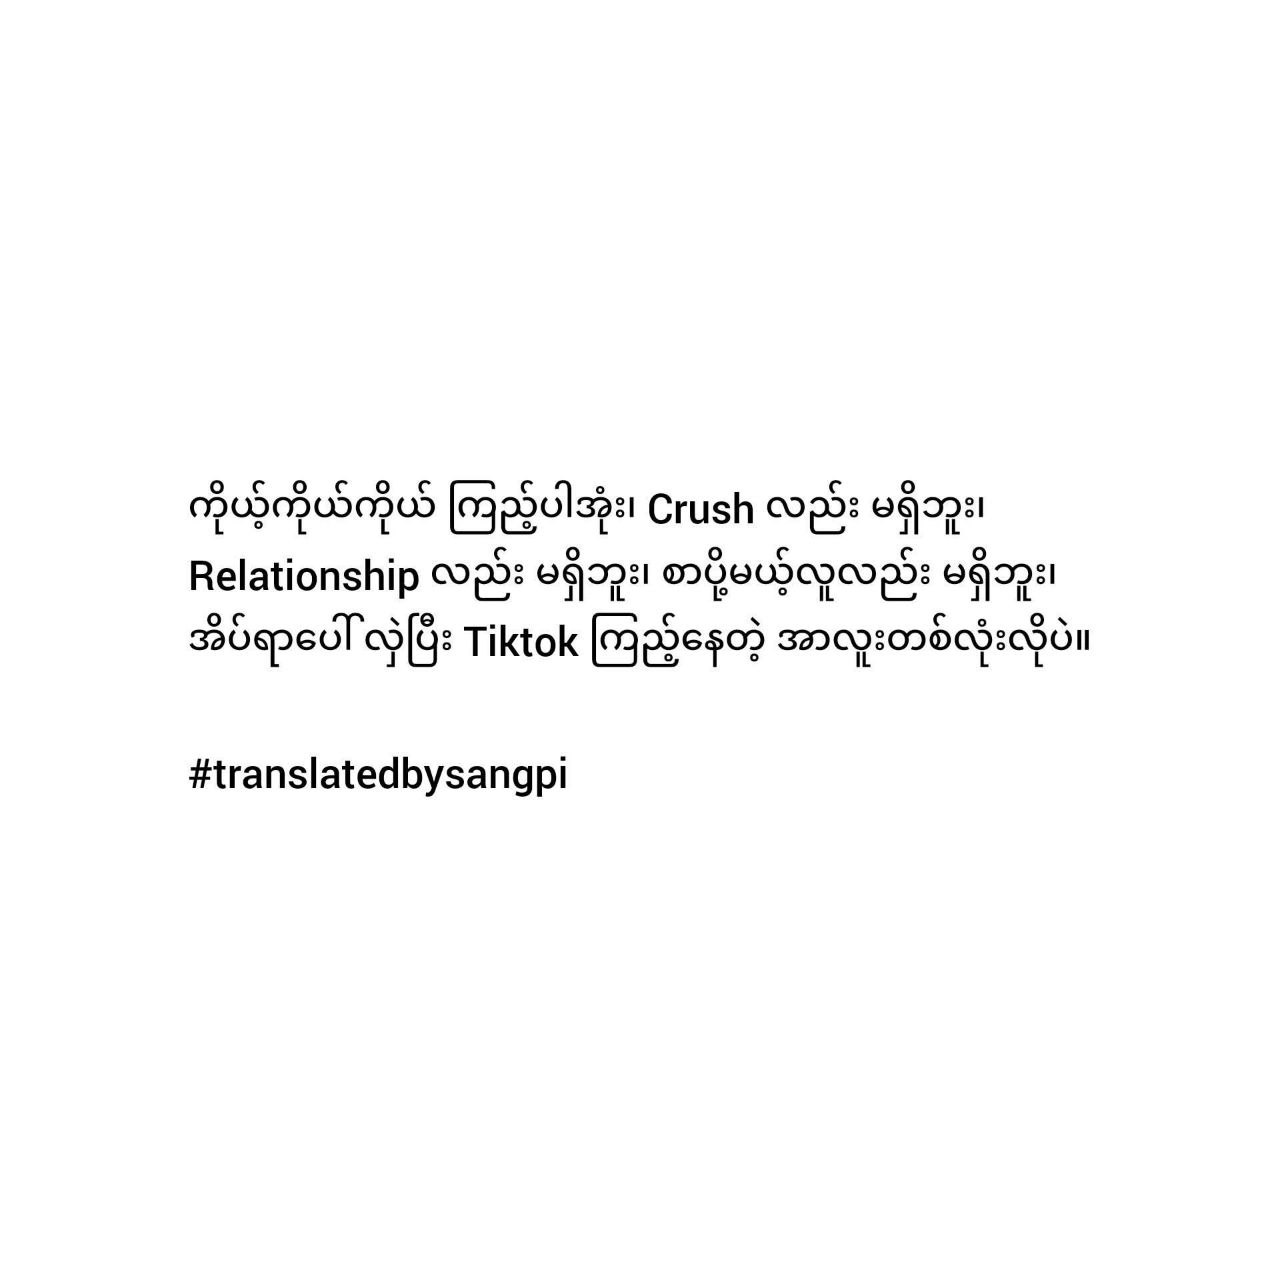 ကိုယ့်ကိုယ်ကိုယ် ကြည့်ပါအုံး၊ Crush လည်း မရှိဘူး၊
Relationship လည်း မရှိဘူး၊ စာပို့မယ့်လူလည်း မရှိဘူး၊
အိပ်ရာပေါ် လှဲပြီး Tiktok ကြည့်နေတဲ့ အာလူးတစ်လုံးလိုပဲ။
#translatedbysangpi